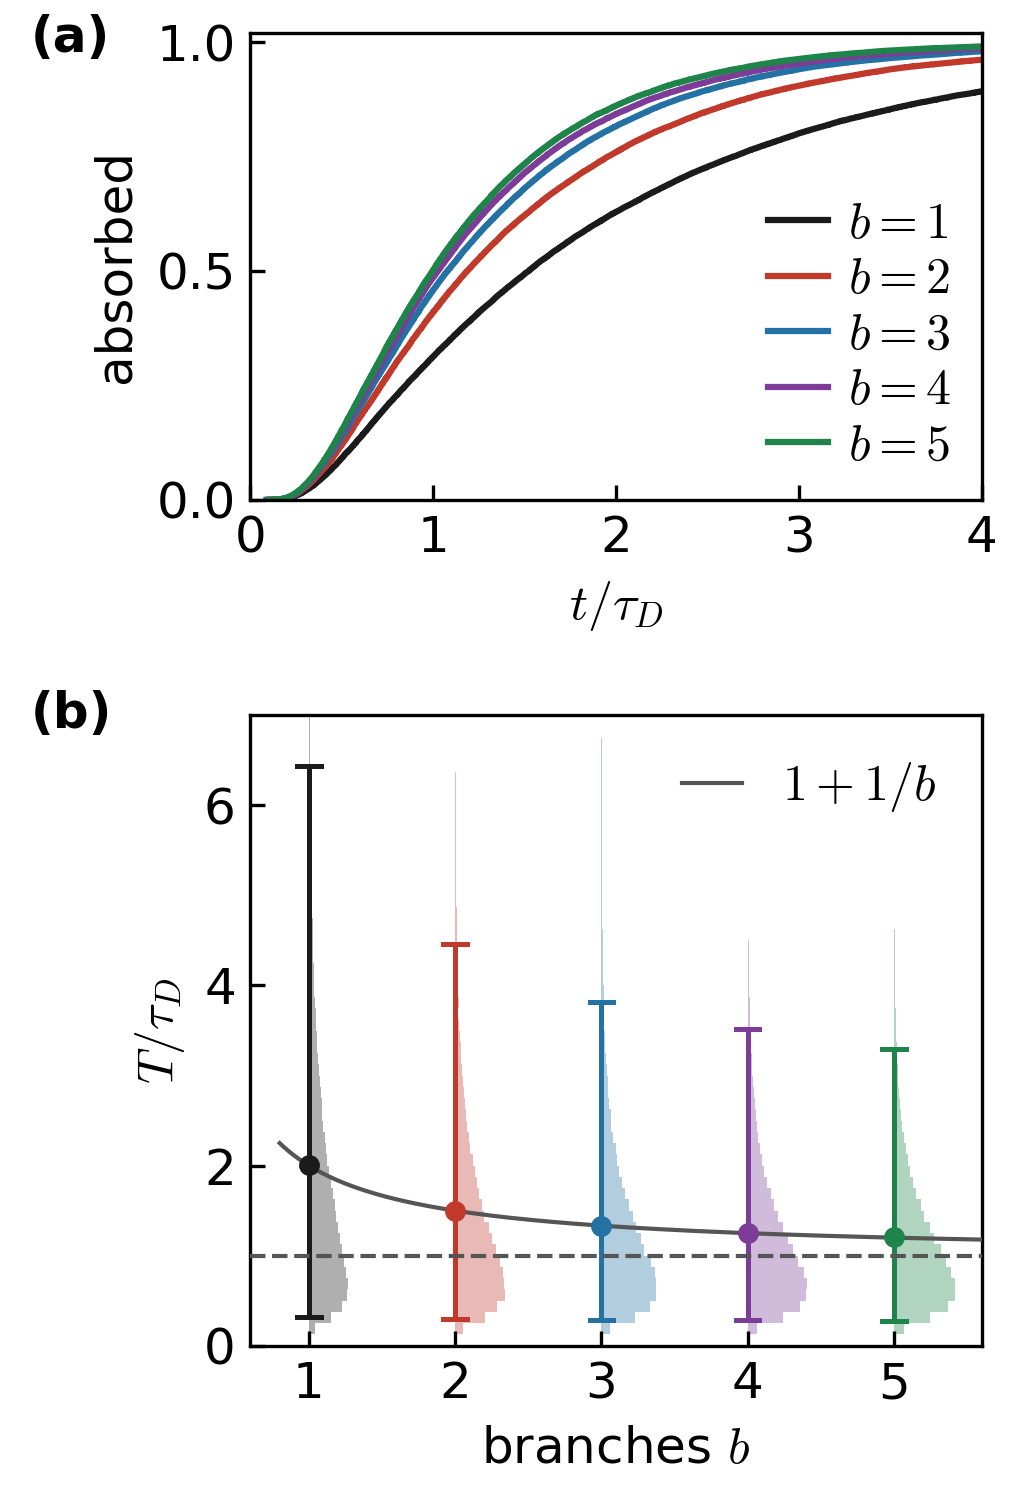 (a)
absorbed
1.0
0.5
0.0
b = 1
b = 2
b = 3
b = 4
b = 5
0 1 2 3 4
t/τ_D
(b)
T/τ_D
6
4
2
0
1 + 1/b
1 2 3 4 5
branches b